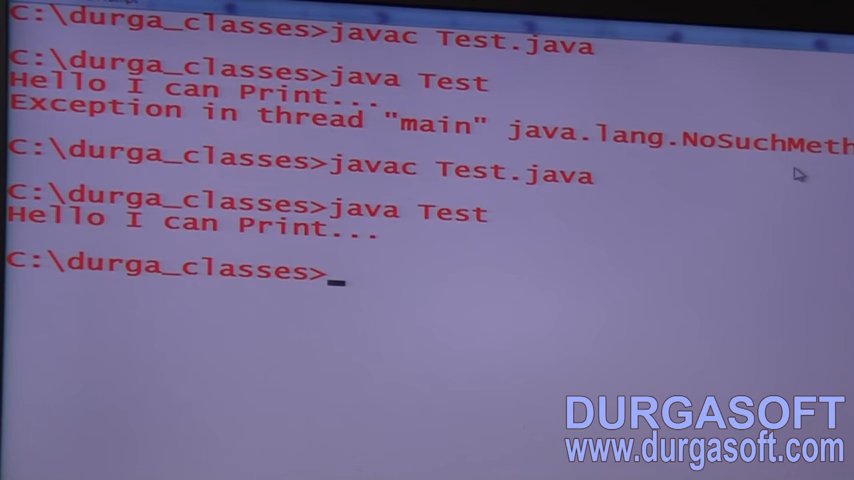 C:\durga_classes>javac Test.java
C:\durga_classes>java Test
Hello I can Print...
Exception in thread "main" java.lang.NoSuchMeth
C:\durga_classes>javac Test.java
C:\durga_classes>java Test
Hello I can Print...
C:\durga_classes>_
DURGASOFT
www.durgasoft.com